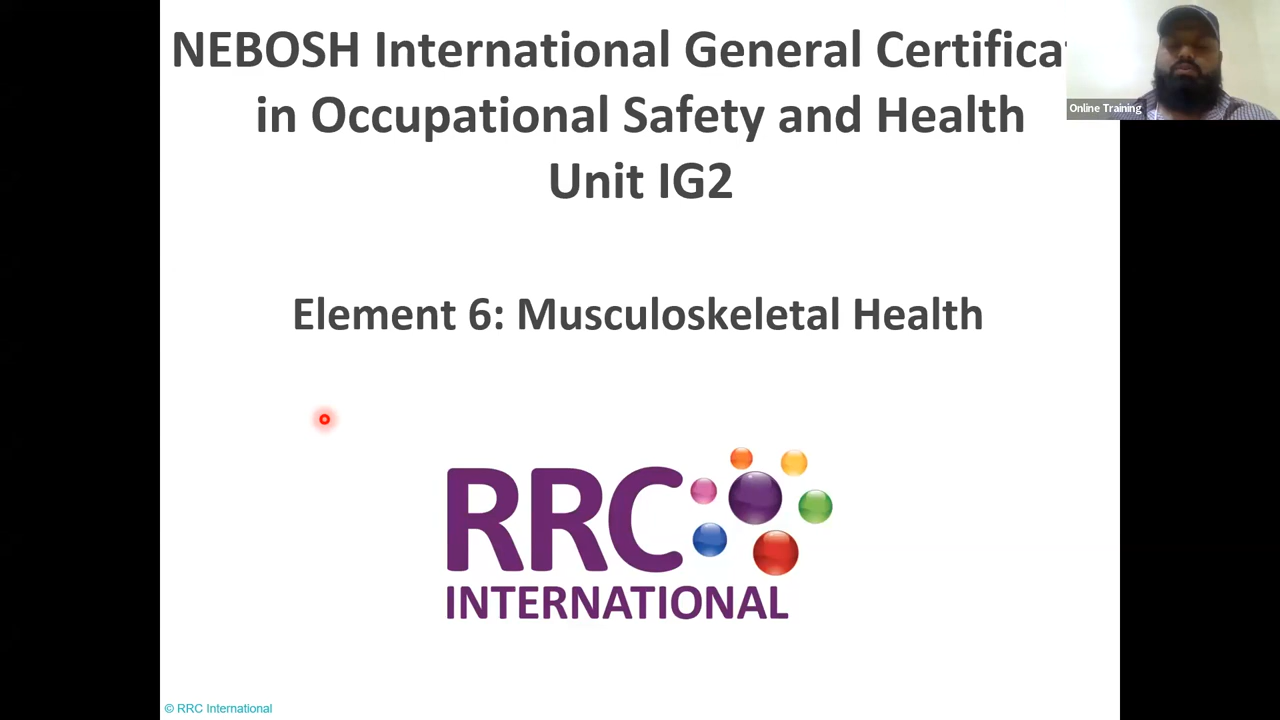 NEBOSH International General Certificat
in Occupational Safety and Health
Unit IG2
Online Training
Element 6: Musculoskeletal Health
RRC
INTERNATIONAL
© RRC International